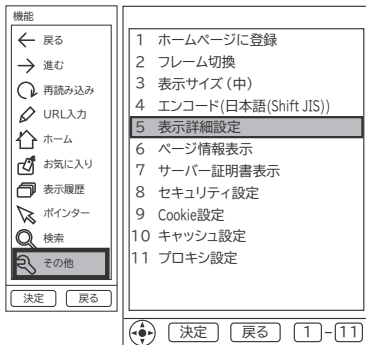 機能
戻る
進む
再読み込み
URL入力
ホーム
お気に入り
表示履歴
ポインター
検索
その他
決定 戻る
1 ホームページに登録
2 フレーム切換
3 表示サイズ(中)
4 エンコード(日本語(Shift JIS))
5 表示詳細設定
6 ページ情報表示
7 サーバー証明書表示
8 セキュリティ設定
9 Cookie設定
10 キャッシュ設定
11 プロキシ設定
決定 戻る 1-11